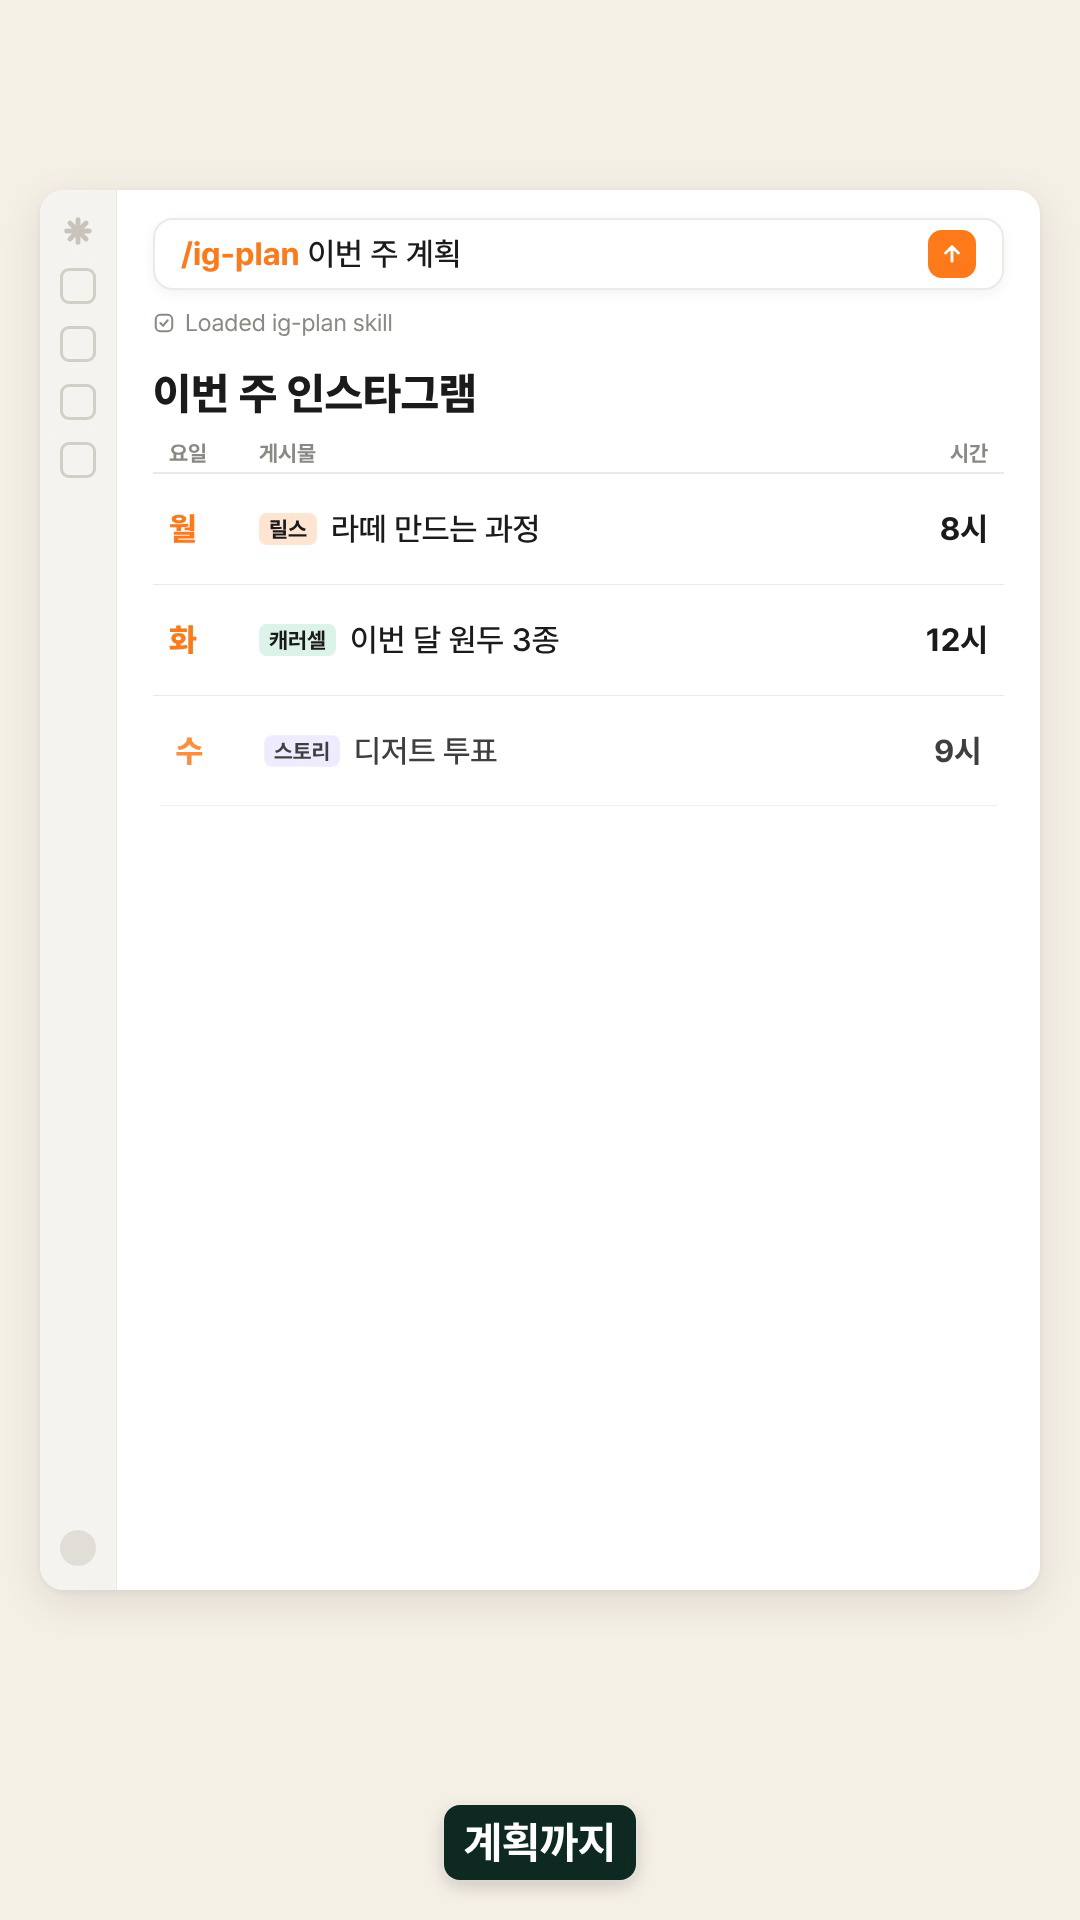 /ig-plan 이번 주 계획
Loaded ig-plan skill
이번 주 인스타그램
요일 게시물 시간
월 릴스 라떼 만드는 과정 8시
화 캐러셀 이번 달 원두 3종 12시
수 스토리 디저트 투표 9시
계획까지